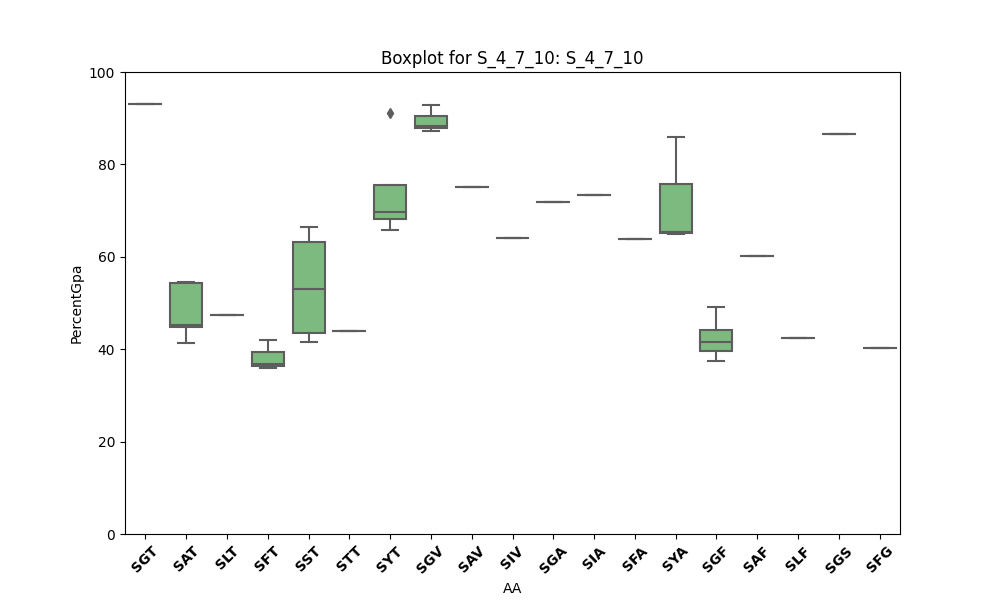 Boxplot for S_4_7_10: S_4_7_10
100
80
60
40
20
0
PercentGpa
SGT SAT SLT SFT SST STT SYT SGV SAV SIV SGA SIA SFA SYA SGF SAF SLF SGS SFG
AA